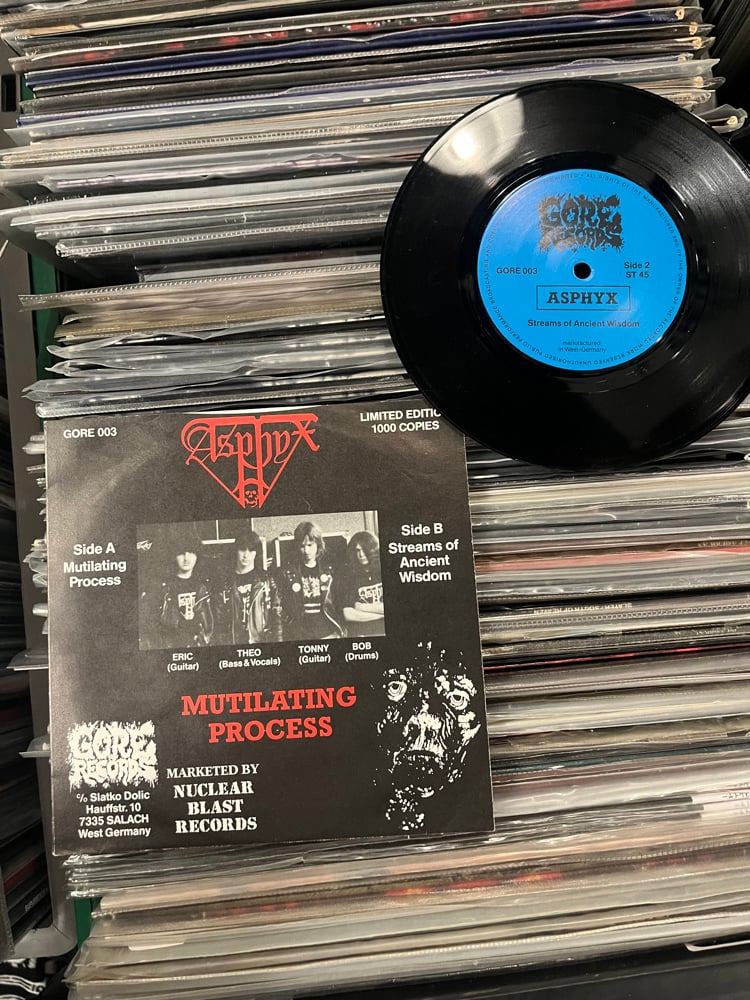 GORE
RECORDS
GORE 003
Side 2
ST 45
ASPHYX
Streams of Ancient Wisdom
manufactured
in West-Germany
GORE 003
Asphyx
LIMITED EDITIO
1000 COPIES
Side A
Mutilating
Process
Side B
Streams of
Ancient
Wisdom
ERIC
(Guitar)
THEO
(Bass & Vocals)
TONNY
(Guitar)
BOB
(Drums)
MUTILATING
PROCESS
GORE
RECORDS
c/o Slatko Dolic
Hauffstr. 10
7335 SALACH
West Germany
MARKETED BY
NUCLEAR
BLAST
RECORDS
SLAYER